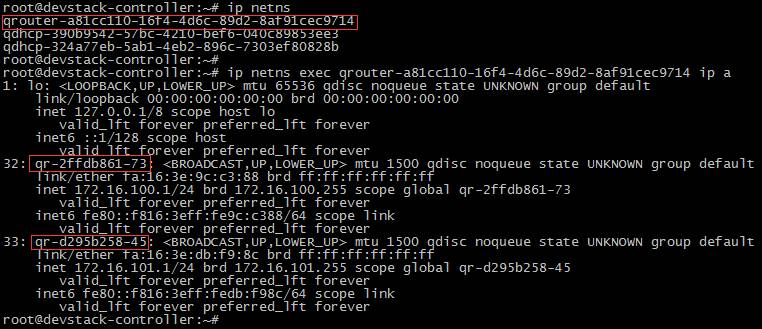 root@devstack-controller:~# ip netns
qrouter-a81cc110-16f4-4d6c-89d2-8af91cec9714
qdhcp-390b9542-57bc-4210-bef6-040c89853ee3
qdhcp-324a77eb-5ab1-4eb2-896c-7303ef80828b
root@devstack-controller:~#
root@devstack-controller:~# ip netns exec qrouter-a81cc110-16f4-4d6c-89d2-8af91cec9714 ip a
1: lo: <LOOPBACK,UP,LOWER_UP> mtu 65536 qdisc noqueue state UNKNOWN group default
link/loopback 00:00:00:00:00:00 brd 00:00:00:00:00:00
inet 127.0.0.1/8 scope host lo
valid_lft forever preferred_lft forever
inet6 ::1/128 scope host
valid_lft forever preferred_lft forever
32: qr-2ffdb861-73: <BROADCAST,UP,LOWER_UP> mtu 1500 qdisc noqueue state UNKNOWN group default
link/ether fa:16:3e:9c:c3:88 brd ff:ff:ff:ff:ff:ff
inet 172.16.100.1/24 brd 172.16.100.255 scope global qr-2ffdb861-73
valid_lft forever preferred_lft forever
inet6 fe80::f816:3eff:fe9c:c388/64 scope link
valid_lft forever preferred_lft forever
33: qr-d295b258-45: <BROADCAST,UP,LOWER_UP> mtu 1500 qdisc noqueue state UNKNOWN group default
link/ether fa:16:3e:db:f9:8c brd ff:ff:ff:ff:ff:ff
inet 172.16.101.1/24 brd 172.16.101.255 scope global qr-d295b258-45
valid_lft forever preferred_lft forever
inet6 fe80::f816:3eff:fedb:f98c/64 scope link
valid_lft forever preferred_lft forever
root@devstack-controller:~#